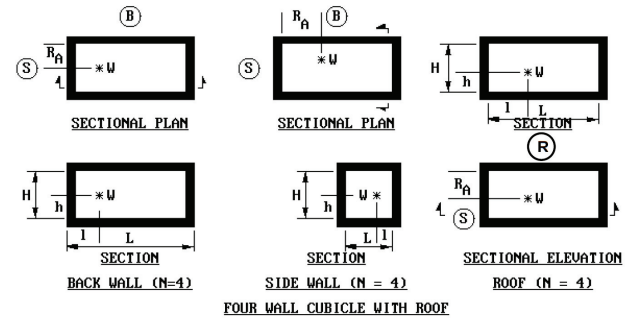 B
B
R A
R A
S
W
S
W
H
h
W
SECTIONAL PLAN
SECTIONAL PLAN
l
L
SECTION
R
H
h
W
H
h
W
R A
S
W
l
L
L
l
SECTION
SECTION
SECTIONAL ELEVATION
BACK WALL (N=4)
SIDE WALL (N = 4)
ROOF (N = 4)
FOUR WALL CUBICLE WITH ROOF